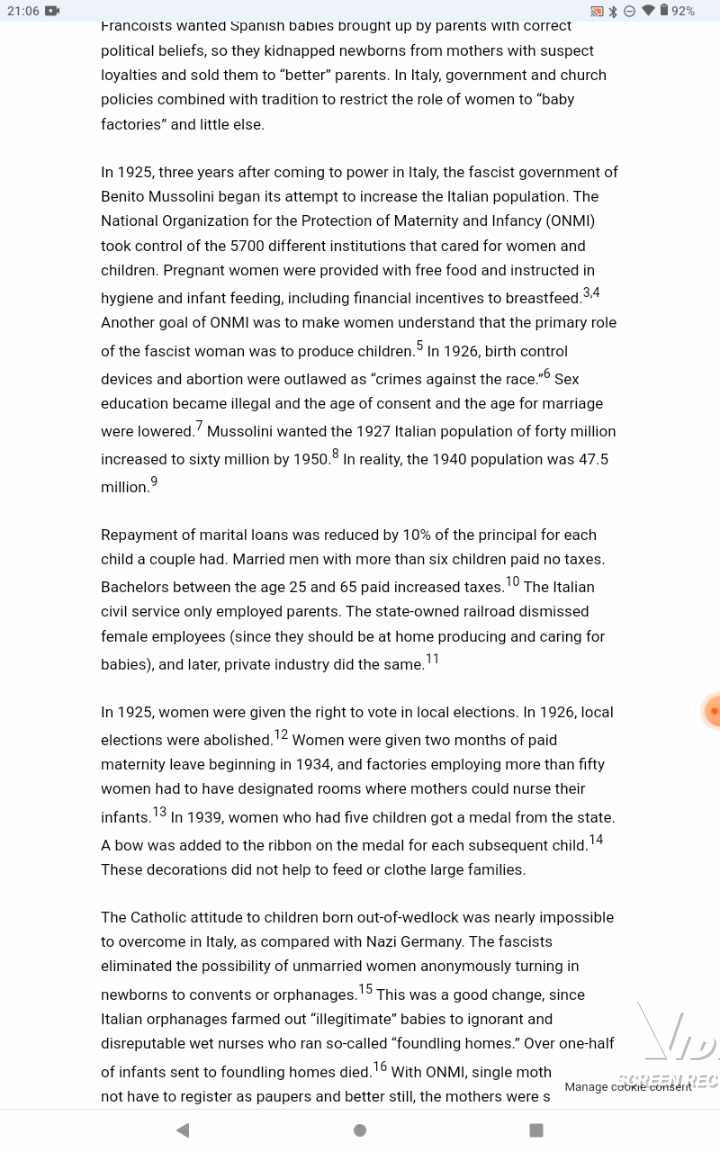 21:06 92%
Francoists wanted Spanish babies brought up by parents with correct
political beliefs, so they kidnapped newborns from mothers with suspect
loyalties and sold them to “better” parents. In Italy, government and church
policies combined with tradition to restrict the role of women to “baby
factories” and little else.
In 1925, three years after coming to power in Italy, the fascist government of
Benito Mussolini began its attempt to increase the Italian population. The
National Organization for the Protection of Maternity and Infancy (ONMI)
took control of the 5700 different institutions that cared for women and
children. Pregnant women were provided with free food and instructed in
hygiene and infant feeding, including financial incentives to breastfeed.3,4
Another goal of ONMI was to make women understand that the primary role
of the fascist woman was to produce children.5 In 1926, birth control
devices and abortion were outlawed as “crimes against the race.”6 Sex
education became illegal and the age of consent and the age for marriage
were lowered.7 Mussolini wanted the 1927 Italian population of forty million
increased to sixty million by 1950.8 In reality, the 1940 population was 47.5
million.9
Repayment of marital loans was reduced by 10% of the principal for each
child a couple had. Married men with more than six children paid no taxes.
Bachelors between the age 25 and 65 paid increased taxes.10 The Italian
civil service only employed parents. The state-owned railroad dismissed
female employees (since they should be at home producing and caring for
babies), and later, private industry did the same.11
In 1925, women were given the right to vote in local elections. In 1926, local
elections were abolished.12 Women were given two months of paid
maternity leave beginning in 1934, and factories employing more than fifty
women had to have designated rooms where mothers could nurse their
infants.13 In 1939, women who had five children got a medal from the state.
A bow was added to the ribbon on the medal for each subsequent child.14
These decorations did not help to feed or clothe large families.
The Catholic attitude to children born out-of-wedlock was nearly impossible
to overcome in Italy, as compared with Nazi Germany. The fascists
eliminated the possibility of unmarried women anonymously turning in
newborns to convents or orphanages.15 This was a good change, since
Italian orphanages farmed out “illegitimate” babies to ignorant and
disreputable wet nurses who ran so-called “foundling homes.” Over one-half
of infants sent to foundling homes died.16 With ONMI, single moth
not have to register as paupers and better still, the mothers were s
Manage cookie consent
VID
SCREEN REC